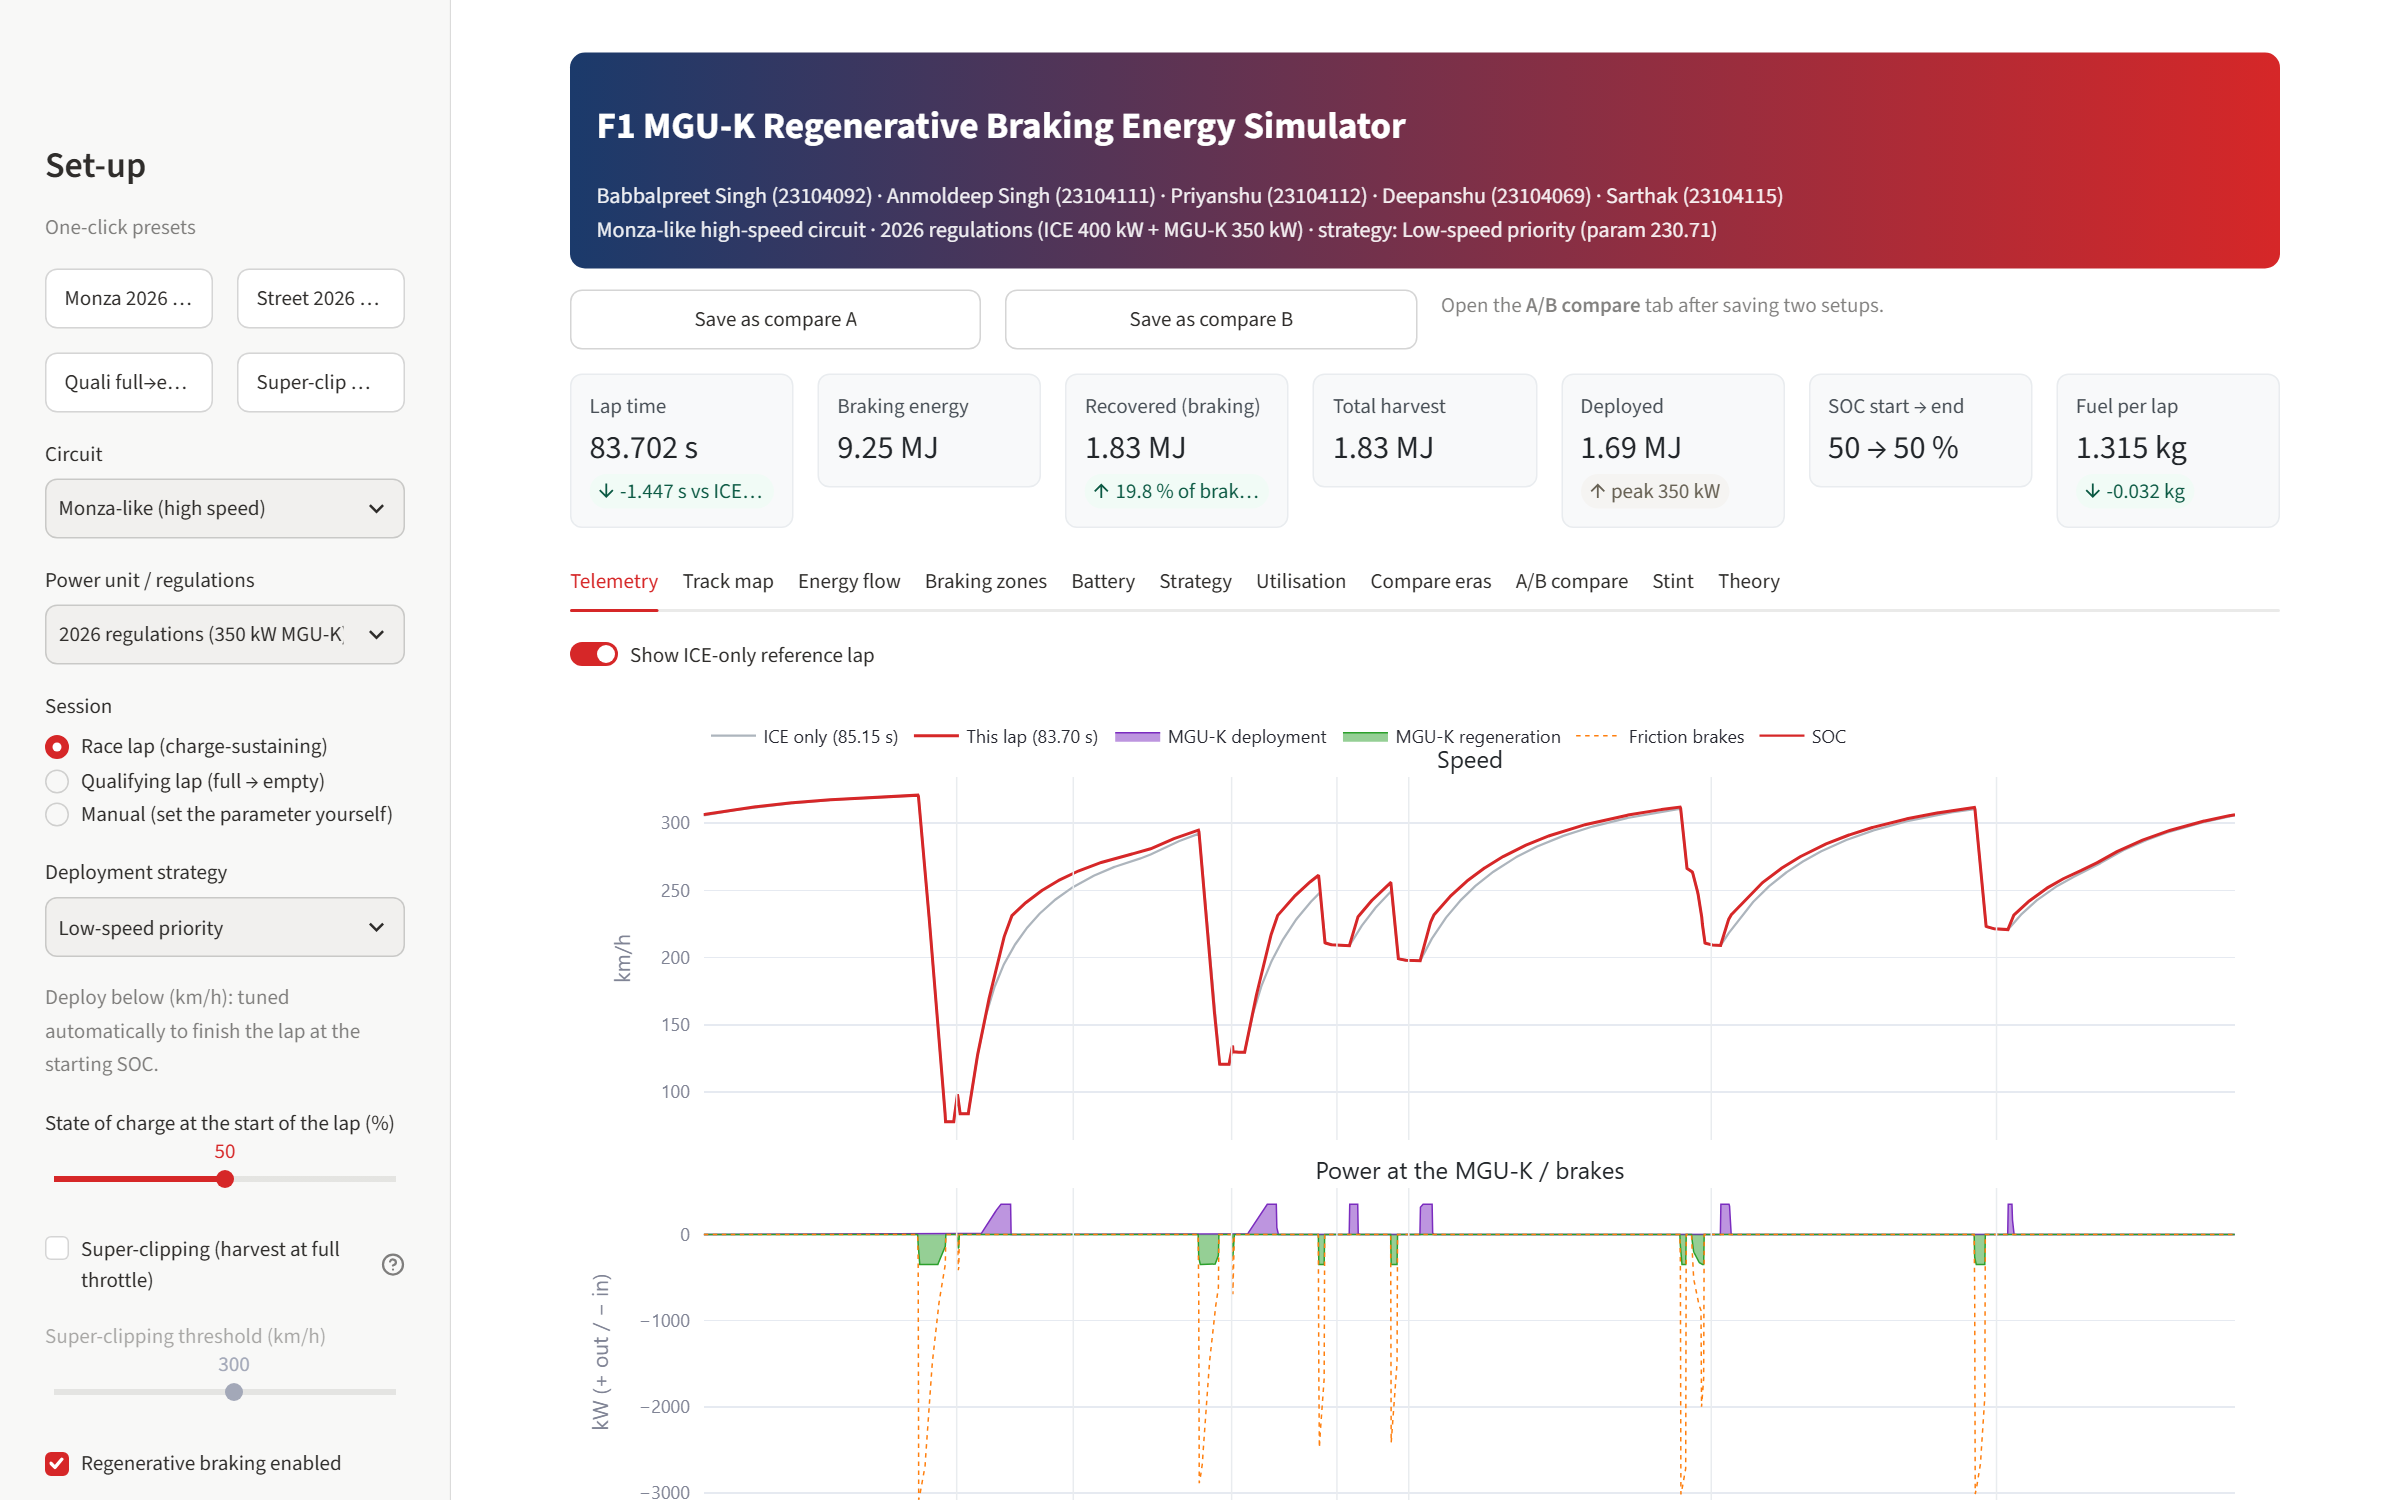 Set-up
One-click presets
Monza 2026 …
Street 2026 …
Quali full→e…
Super-clip …
Circuit
Monza-like (high speed)
Power unit / regulations
2026 regulations (350 kW MGU-K)
Session
Race lap (charge-sustaining)
Qualifying lap (full → empty)
Manual (set the parameter yourself)
Deployment strategy
Low-speed priority
Deploy below (km/h): tuned
automatically to finish the lap at the
starting SOC.
State of charge at the start of the lap (%)
50
Super-clipping (harvest at full
throttle)
Super-clipping threshold (km/h)
300
Regenerative braking enabled
F1 MGU-K Regenerative Braking Energy Simulator
Babbalpreet Singh (23104092) · Anmoldeep Singh (23104111) · Priyanshu (23104112) · Deepanshu (23104069) · Sarthak (23104115)
Monza-like high-speed circuit · 2026 regulations (ICE 400 kW + MGU-K 350 kW) · strategy: Low-speed priority (param 230.71)
Save as compare A
Save as compare B
Open the A/B compare tab after saving two setups.
Lap time
83.702 s
↓ -1.447 s vs ICE…
Braking energy
9.25 MJ
Recovered (braking)
1.83 MJ
↑ 19.8 % of brak…
Total harvest
1.83 MJ
Deployed
1.69 MJ
↑ peak 350 kW
SOC start → end
50 → 50 %
Fuel per lap
1.315 kg
↓ -0.032 kg
Telemetry Track map Energy flow Braking zones Battery Strategy Utilisation Compare eras A/B compare Stint Theory
Show ICE-only reference lap
ICE only (85.15 s) This lap (83.70 s) MGU-K deployment MGU-K regeneration Friction brakes SOC
Speed
km/h
300
250
200
150
100
Power at the MGU-K / brakes
kW (+ out / − in)
0
−1000
−2000
−3000